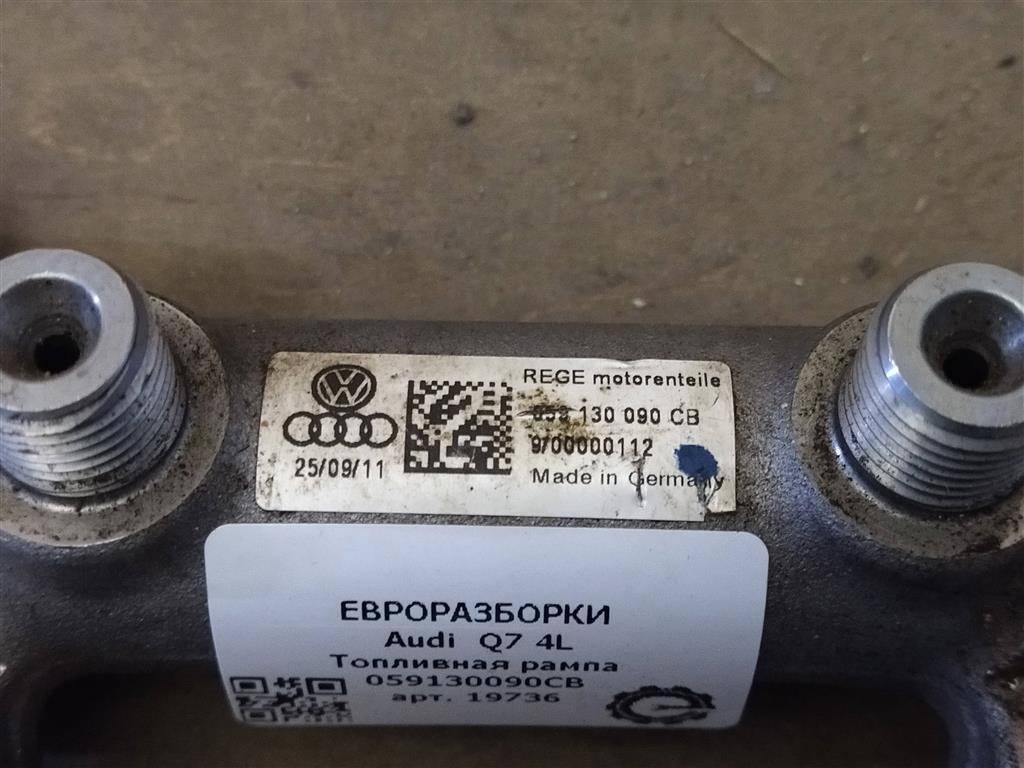 REGE motorenteile
059 130 090 CB
9/00000112
Made in Germany
25/09/11
ЕВРОРАЗБОРКИ
Audi Q7 4L
Топливная рампа
059130090CB
арт. 19736